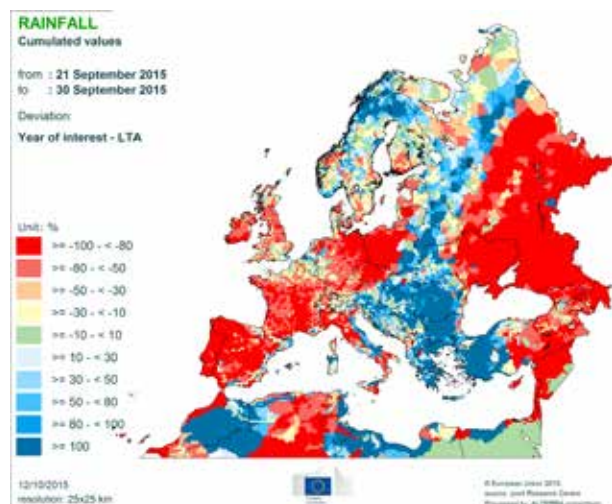 RAINFALL
Cumulated values
from : 21 September 2015
to : 30 September 2015
Deviation:
Year of interest - LTA
Unit: %
>= -100 - < -80
>= -80 - < -50
>= -50 - < -30
>= -30 - < -10
>= -10 - < 10
>= 10 - < 30
>= 30 - < 50
>= 50 - < 80
>= 80 - < 100
>= 100
12/10/2015
resolution: 25x25 km
© European Union 2015
source: Joint Research Centre